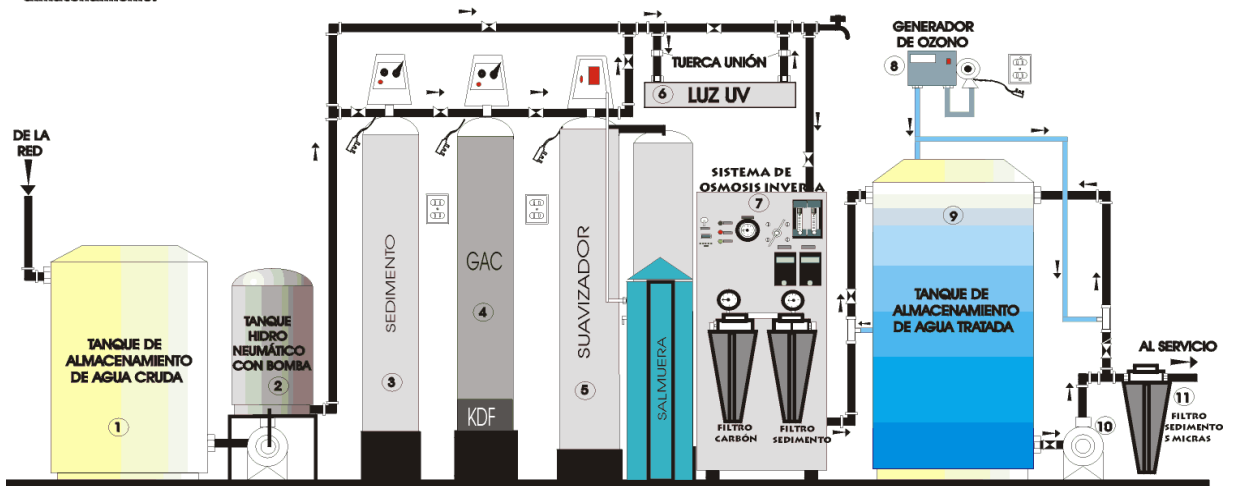 almacenamiento.
DE LA
RED
TANQUE DE
ALMACENAMIENTO
DE AGUA CRUDA
1
TANQUE
HIDRO
NEUMÁTICO
CON BOMBA
2
SEDIMENTO
3
GAC
4
KDF
SUAVIZADOR
5
SALMUERA
TUERCA UNIÓN
6
LUZ UV
SISTEMA DE
OSMOSIS INVERSA
7
FILTRO
CARBÓN
FILTRO
SEDIMENTO
GENERADOR
DE OZONO
8
9
TANQUE DE
ALMACENAMIENTO
DE AGUA TRATADA
10
AL SERVICIO
11
FILTRO
SEDIMENTO
5 MICRAS